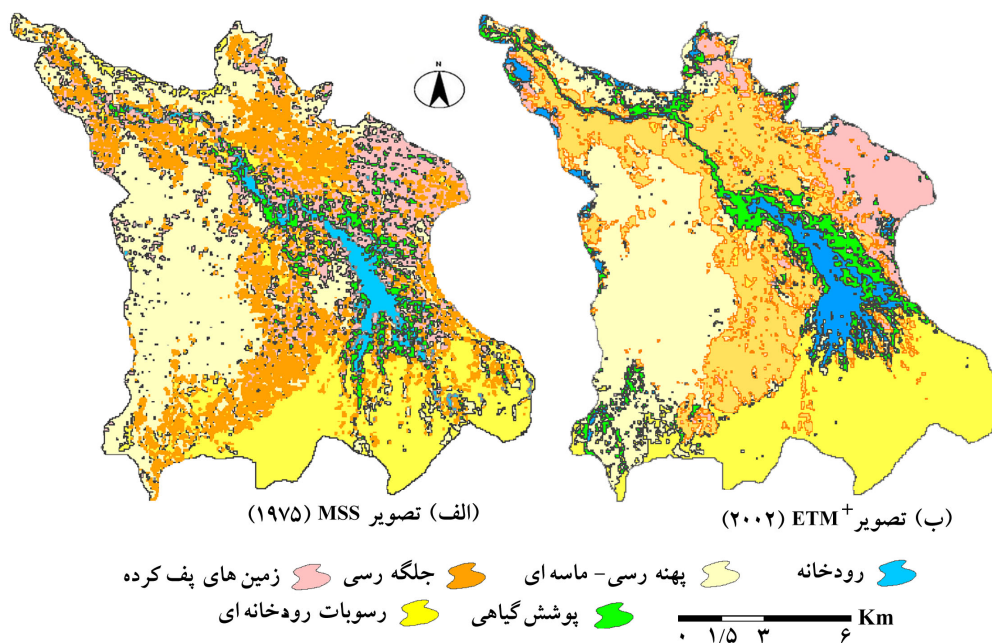 N
(الف) تصویر MSS (۱۹۷۵)
(ب) تصویر ETM+ (۲۰۰۲)
رودخانه
پهنه رسی - ماسه ای
جلگه رسی
زمین های پف کرده
پوشش گیاهی
رسوبات رودخانه ای
Km
۰ ۱/۵ ۳ ۶